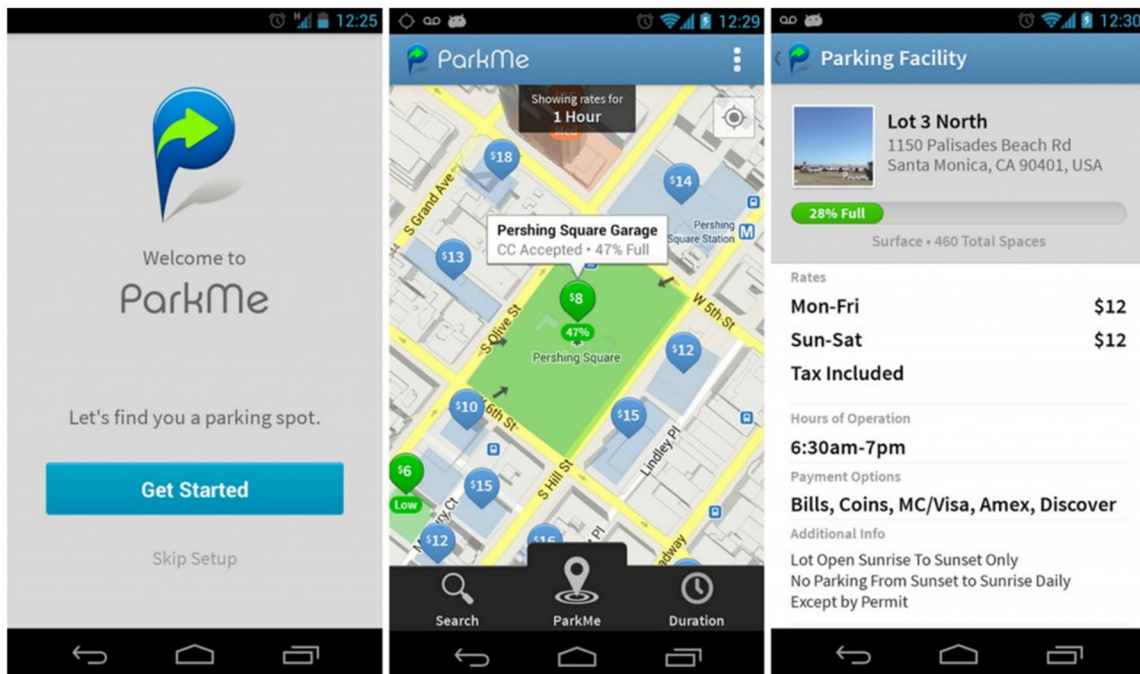 12:25
Welcome to
ParkMe
Let's find you a parking spot.
Get Started
Skip Setup
12:29
ParkMe
Showing rates for
1 Hour
Med
$18
$14
S Grand Ave
Pershing
Square Station
M
Pershing Square Garage
CC Accepted • 47% Full
$13
$8
47%
Pershing Square
W 5th St
S Olive St
$12
$10
W 6th St
$15
Lindley Pl
$6
Low
$15
S Hill St
$12
$16
Search
ParkMe
Duration
12:30
Parking Facility
Lot 3 North
1150 Palisades Beach Rd
Santa Monica, CA 90401, USA
28% Full
Surface • 460 Total Spaces
Rates
Mon-Fri $12
Sun-Sat $12
Tax Included
Hours of Operation
6:30am-7pm
Payment Options
Bills, Coins, MC/Visa, Amex, Discover
Additional Info
Lot Open Sunrise To Sunset Only
No Parking From Sunset to Sunrise Daily
Except by Permit